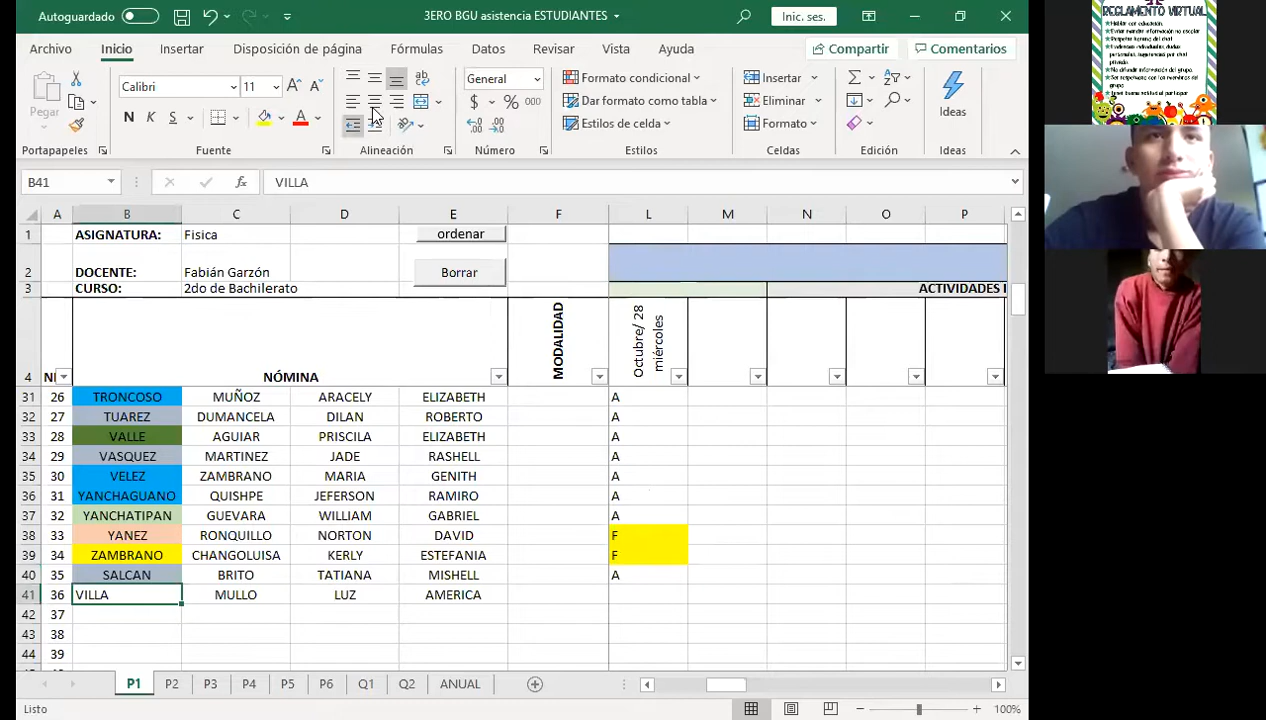 Autoguardado
3ERO BGU asistencia ESTUDIANTES
Inic. ses.
Archivo Inicio Insertar Disposición de página Fórmulas Datos Revisar Vista Ayuda Compartir Comentarios
Pegar
Calibri 11
N K S
General
$ % 000
Formato condicional
Dar formato como tabla
Estilos de celda
Insertar
Eliminar
Formato
Ideas
Portapapeles Fuente Alineación Número Estilos Celdas Edición Ideas
B41 fx VILLA
A B C D E F L M N O P
1 ASIGNATURA: Fisica ordenar
2 DOCENTE: Fabián Garzón Borrar
3 CURSO: 2do de Bachilerato ACTIVIDADES I
4 NÓMINA MODALIDAD Octubre/ 28 miércoles
31 26 TRONCOSO MUÑOZ ARACELY ELIZABETH A
32 27 TUAREZ DUMANCELA DILAN ROBERTO A
33 28 VALLE AGUIAR PRISCILA ELIZABETH A
34 29 VASQUEZ MARTINEZ JADE RASHELL A
35 30 VELEZ ZAMBRANO MARIA GENITH A
36 31 YANCHAGUANO QUISHPE JEFERSON RAMIRO A
37 32 YANCHATIPAN GUEVARA WILLIAM GABRIEL A
38 33 YANEZ RONQUILLO NORTON DAVID F
39 34 ZAMBRANO CHANGOLUISA KERLY ESTEFANIA F
40 35 SALCAN BRITO TATIANA MISHELL A
41 36 VILLA MULLO LUZ AMERICA
42 37
43 38
44 39
P1 P2 P3 P4 P5 P6 Q1 Q2 ANUAL
Listo
100%
REGLAMENTO VIRTUAL